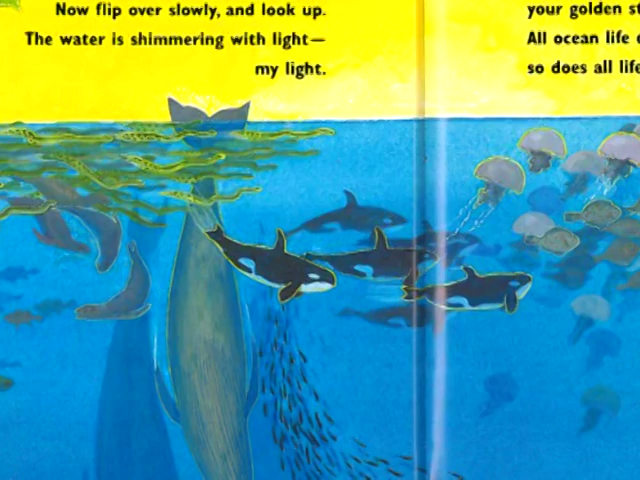 Now flip over slowly, and look up.
The water is shimmering with light—
my light.
your golden
All ocean life
so does all life